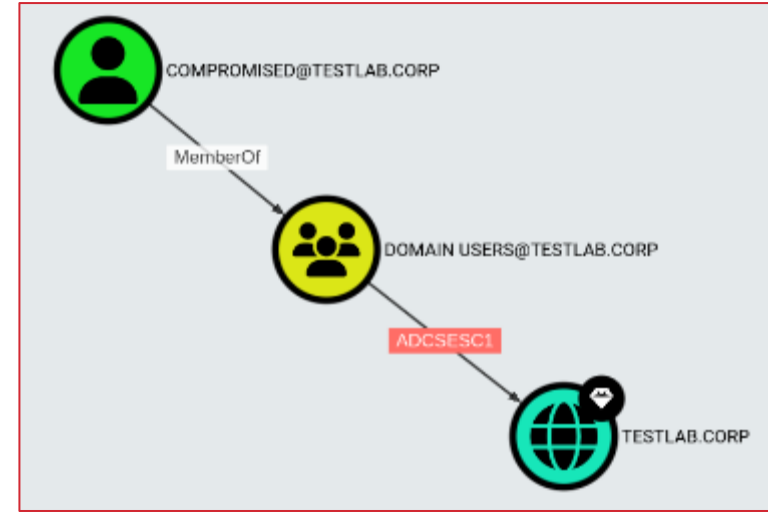 COMPROMISED@TESTLAB.CORP
MemberOf
DOMAIN USERS@TESTLAB.CORP
ADCSESC1
TESTLAB.CORP